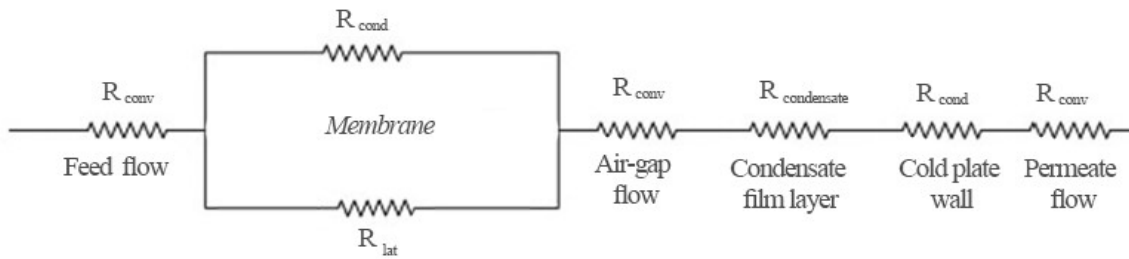 R cond
R conv
Feed flow
Membrane
R lat
R conv
Air-gap
flow
R condensate
Condensate
film layer
R cond
Cold plate
wall
R conv
Permeate
flow